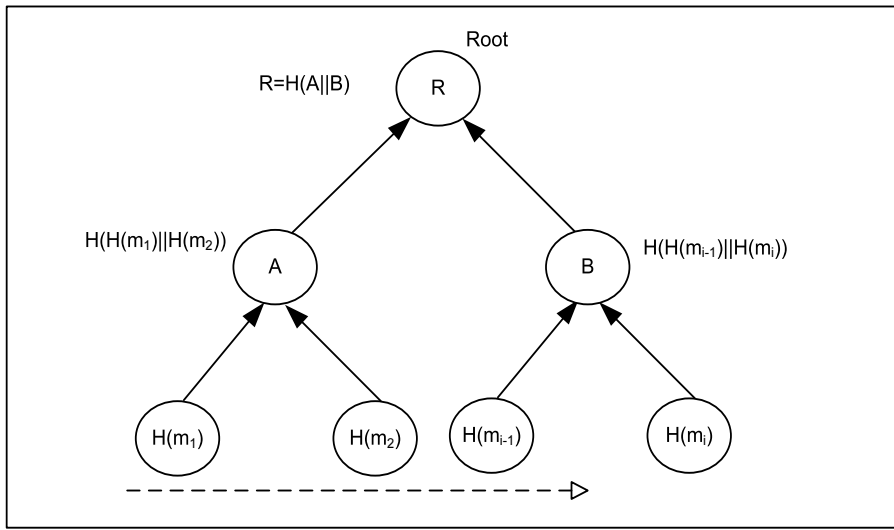 Root
R=H(A||B)
R
H(H(m₁)||H(m₂))
A
B
H(H(mᵢ₋₁)||H(mᵢ))
H(m₁)
H(m₂)
H(mᵢ₋₁)
H(mᵢ)